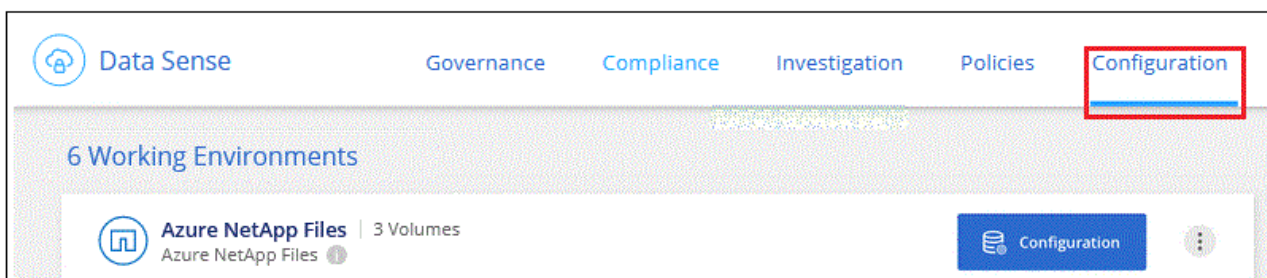 Data Sense Governance Compliance Investigation Policies Configuration
6 Working Environments
Azure NetApp Files | 3 Volumes
Azure NetApp Files
Configuration